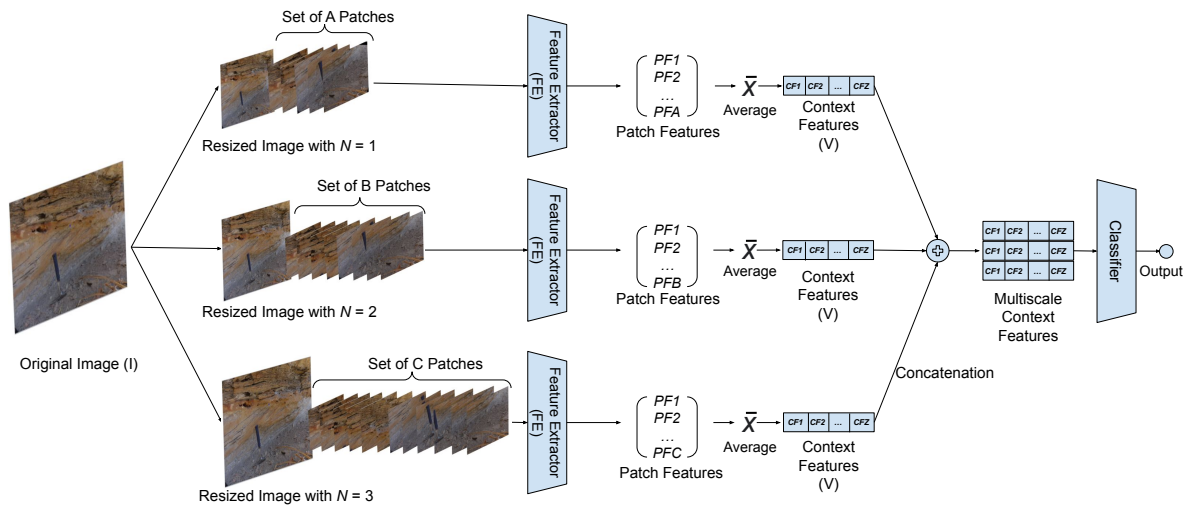 Original Image (I)
Set of A Patches
Resized Image with N = 1
Feature Extractor
(FE)
PF1
PF2
...
PFA
Patch Features
X̄
Average
CF1 CF2 ... CFZ
Context
Features
(V)
Set of B Patches
Resized Image with N = 2
Feature Extractor
(FE)
PF1
PF2
...
PFB
Patch Features
X̄
Average
CF1 CF2 ... CFZ
Context
Features
(V)
Set of C Patches
Resized Image with N = 3
Feature Extractor
(FE)
PF1
PF2
...
PFC
Patch Features
X̄
Average
CF1 CF2 ... CFZ
Context
Features
(V)
Concatenation
CF1 CF2 ... CFZ
CF1 CF2 ... CFZ
CF1 CF2 ... CFZ
Multiscale
Context
Features
Classifier
Output